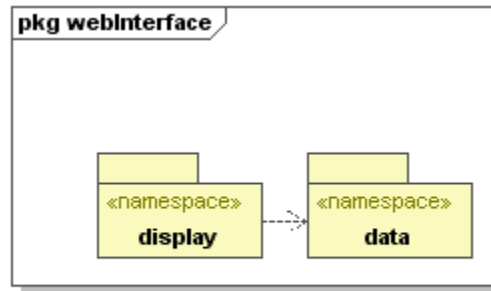 pkg webInterface
«namespace»
display
«namespace»
data